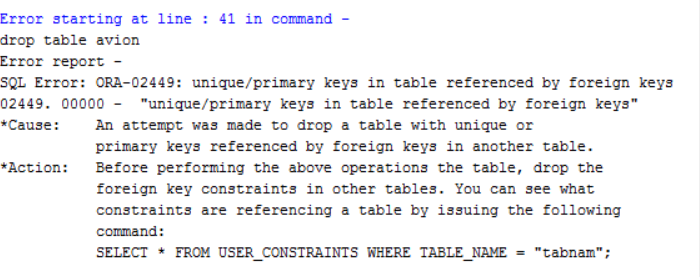 Error starting at line : 41 in command -
drop table avion
Error report -
SQL Error: ORA-02449: unique/primary keys in table referenced by foreign keys
02449. 00000 -  "unique/primary keys in table referenced by foreign keys"
*Cause:    An attempt was made to drop a table with unique or
           primary keys referenced by foreign keys in another table.
*Action:   Before performing the above operations the table, drop the
           foreign key constraints in other tables. You can see what
           constraints are referencing a table by issuing the following
           command:
           SELECT * FROM USER_CONSTRAINTS WHERE TABLE_NAME = "tabnam";